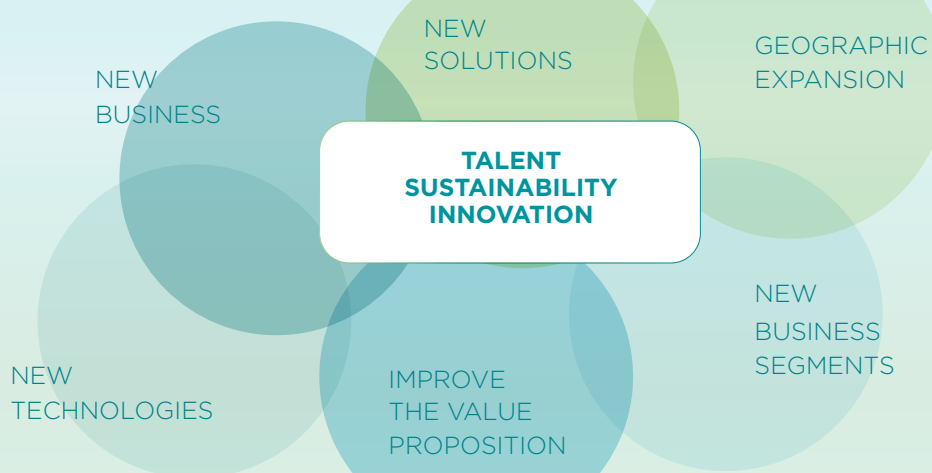 NEW
SOLUTIONS
GEOGRAPHIC
EXPANSION
NEW
BUSINESS
TALENT
SUSTAINABILITY
INNOVATION
NEW
BUSINESS
SEGMENTS
NEW
TECHNOLOGIES
IMPROVE
THE VALUE
PROPOSITION